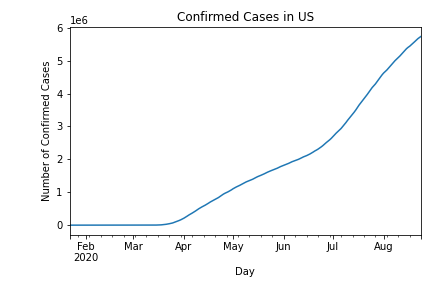 Confirmed Cases in US
1e6
6
5
4
3
2
1
0
Number of Confirmed Cases
Feb Mar Apr May Jun Jul Aug
2020
Day